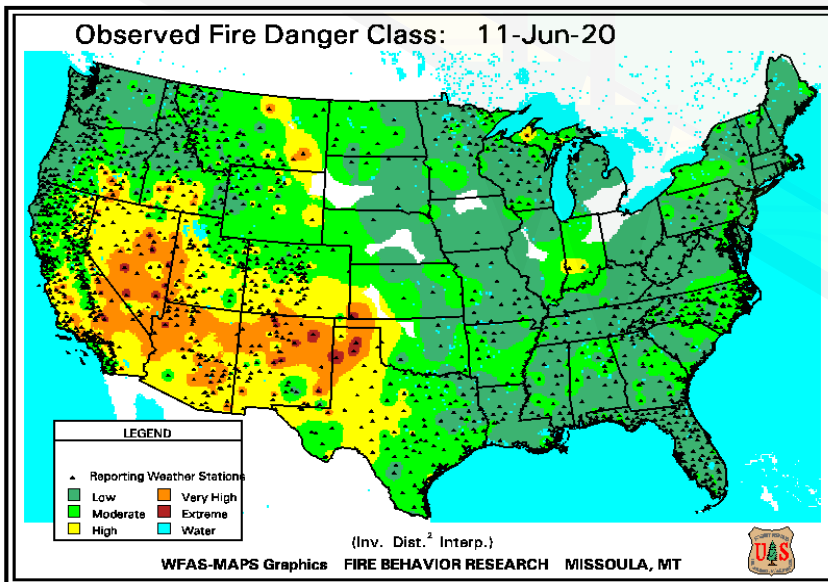 Observed Fire Danger Class: 11-Jun-20
LEGEND
Reporting Weather Stations
Low
Moderate
High
Very High
Extreme
Water
(Inv. Dist.² Interp.)
WFAS-MAPS Graphics FIRE BEHAVIOR RESEARCH MISSOULA, MT
U S